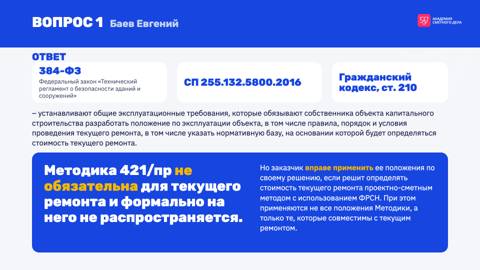 ВОПРОС 1 Баев Евгений
АКАДЕМИЯ
СМЕТНОГО ДЕЛА
ОТВЕТ
384-ФЗ
Федеральный закон «Технический
регламент о безопасности зданий и
сооружений»
СП 255.132.5800.2016
Гражданский
кодекс, ст. 210
– устанавливают общие эксплуатационные требования, которые обязывают собственника объекта капитального
строительства разработать положение по эксплуатации объекта, в том числе правила, порядок и условия
проведения текущего ремонта, в том числе указать нормативную базу, на основании которой будет определяться
стоимость текущего ремонта.
Методика 421/пр не
обязательна для текущего
ремонта и формально на
него не распространяется.
Но заказчик вправе применить ее положения по
своему решению, если решит определять
стоимость текущего ремонта проектно-сметным
методом с использованием ФРСН. При этом
применяются не все положения Методики, а
только те, которые совместимы с текущим
ремонтом.